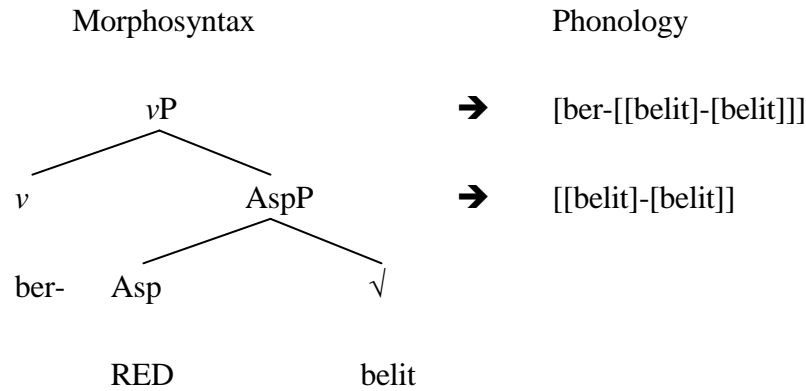 Morphosyntax Phonology
vP ➔ [ber-[[belit]-[belit]]]
v AspP ➔ [[belit]-[belit]]
ber- Asp √
RED belit